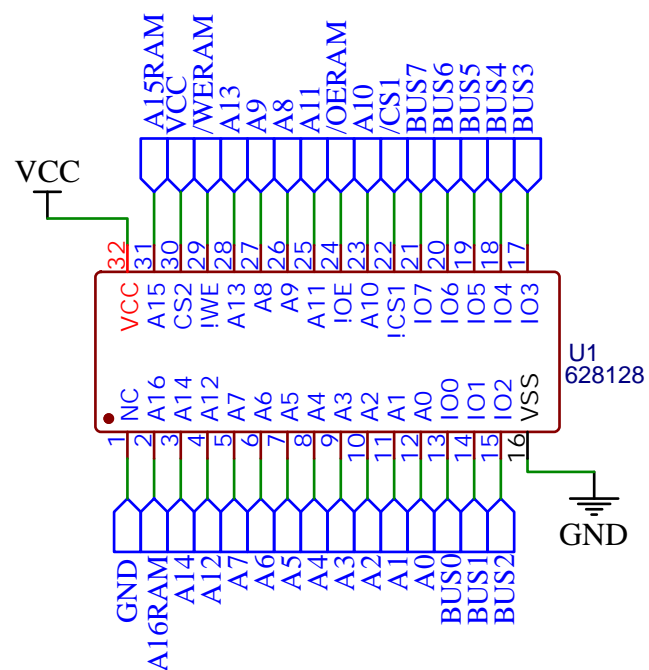 A15RAM
VCC
/WERAM
A13
A9
A8
A11
/OERAM
A10
/CS1
BUS7
BUS6
BUS5
BUS4
BUS3
VCC
32
31
30
29
28
27
26
25
24
23
22
21
20
19
18
17
VCC
A15
CS2
!WE
A13
A8
A9
A11
!OE
A10
!CS1
IO7
IO6
IO5
IO4
IO3
U1
628128
NC
A16
A14
A12
A7
A6
A5
A4
A3
A2
A1
A0
IO0
IO1
IO2
VSS
1
2
3
4
5
6
7
8
9
10
11
12
13
14
15
16
GND
GND
A16RAM
A14
A12
A7
A6
A5
A4
A3
A2
A1
A0
BUS0
BUS1
BUS2